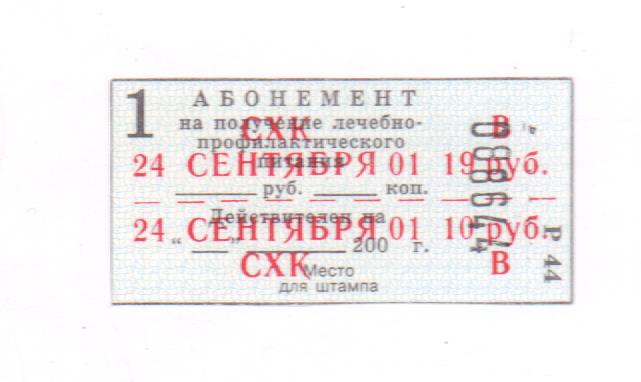 1
АБОНЕМЕНТ
СХК В
на получение лечебно-
профилактического
питания
24 СЕНТЯБРЯ 01 19 руб.
руб. коп.
Действителен на
24 СЕНТЯБРЯ 01 10 руб.
" " 200 г.
СХК В
Место
для штампа
Р 44